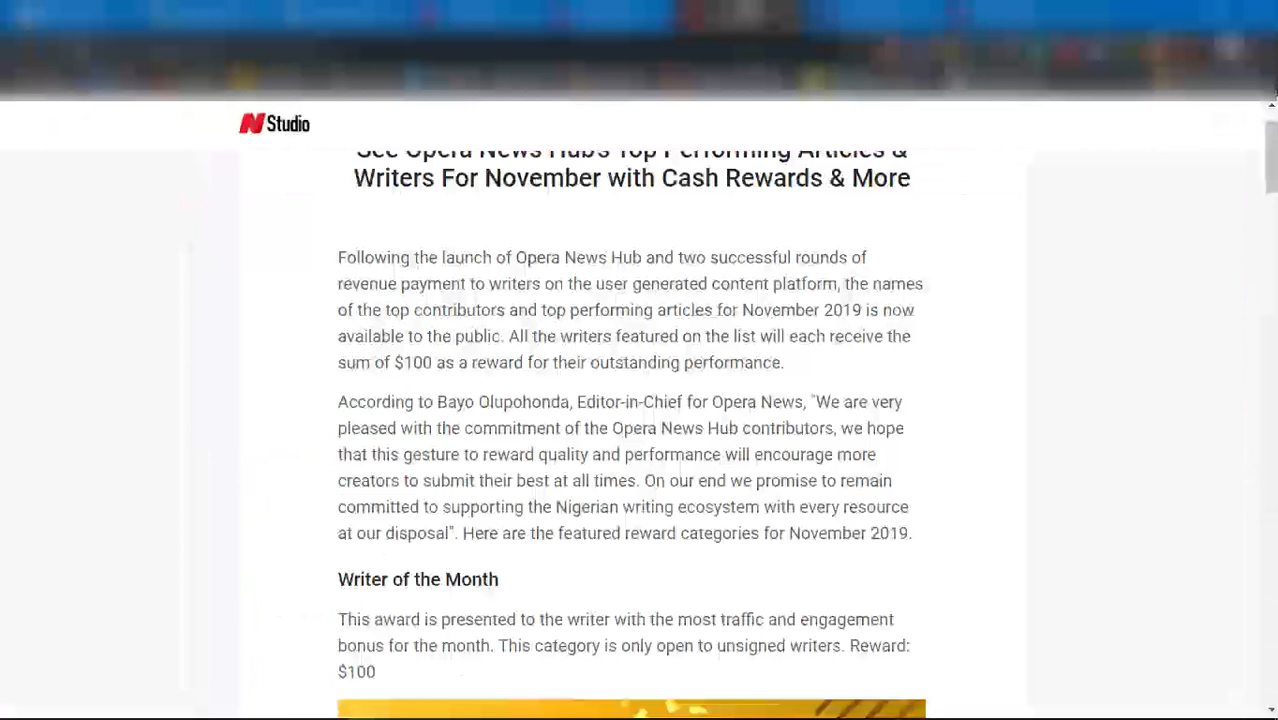 N Studio
See Opera News Hub's Top Performing Articles &
Writers For November with Cash Rewards & More
Following the launch of Opera News Hub and two successful rounds of
revenue payment to writers on the user generated content platform, the names
of the top contributors and top performing articles for November 2019 is now
available to the public. All the writers featured on the list will each receive the
sum of $100 as a reward for their outstanding performance.
According to Bayo Olupohonda, Editor-in-Chief for Opera News, "We are very
pleased with the commitment of the Opera News Hub contributors, we hope
that this gesture to reward quality and performance will encourage more
creators to submit their best at all times. On our end we promise to remain
committed to supporting the Nigerian writing ecosystem with every resource
at our disposal". Here are the featured reward categories for November 2019.
Writer of the Month
This award is presented to the writer with the most traffic and engagement
bonus for the month. This category is only open to unsigned writers. Reward:
$100